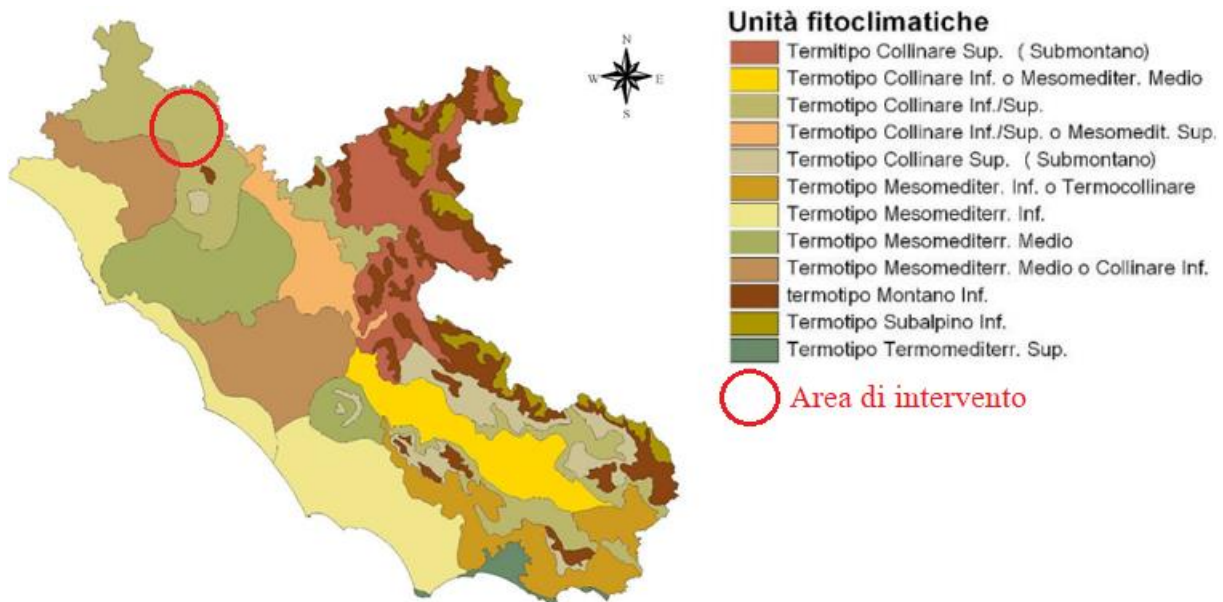 N
W
E
S
Unità fitoclimatiche
Termitipo Collinare Sup. ( Submontano)
Termotipo Collinare Inf. o Mesomediter. Medio
Termotipo Collinare Inf./Sup.
Termotipo Collinare Inf./Sup. o Mesomedit. Sup.
Termotipo Collinare Sup. ( Submontano)
Termotipo Mesomediter. Inf. o Termocollinare
Termotipo Mesomediterr. Inf.
Termotipo Mesomediterr. Medio
Termotipo Mesomediterr. Medio o Collinare Inf.
termotipo Montano Inf.
Termotipo Subalpino Inf.
Termotipo Termomediterr. Sup.
Area di intervento